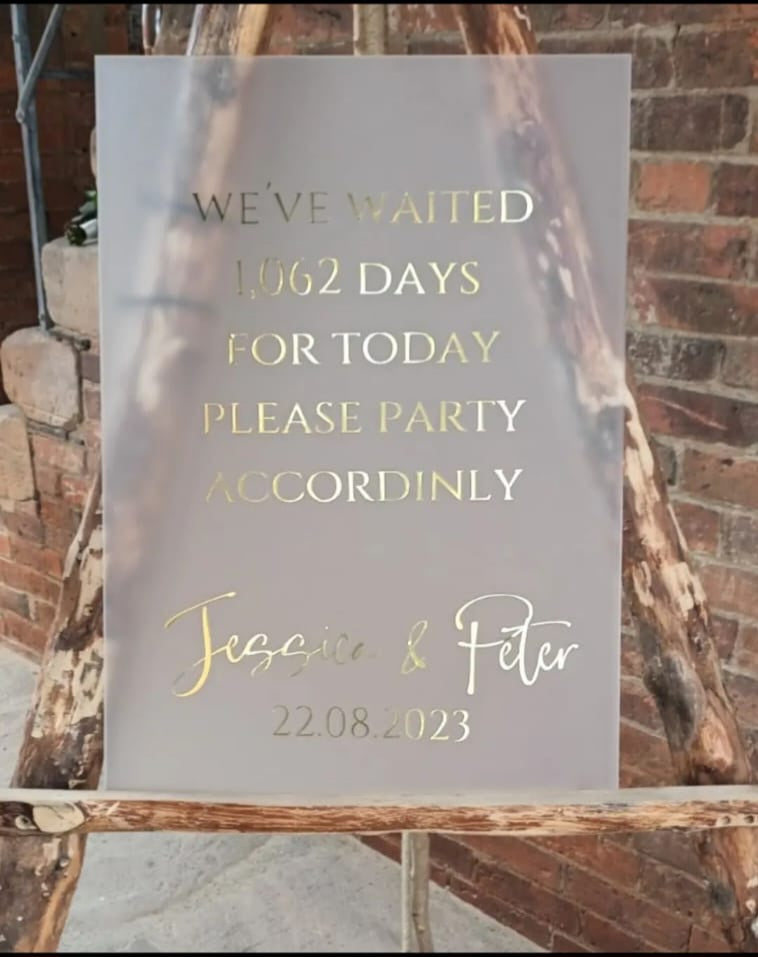 WE'VE WAITED
1,062 DAYS
FOR TODAY
PLEASE PARTY
ACCORDINLY
Jessica & Peter
22.08.2023